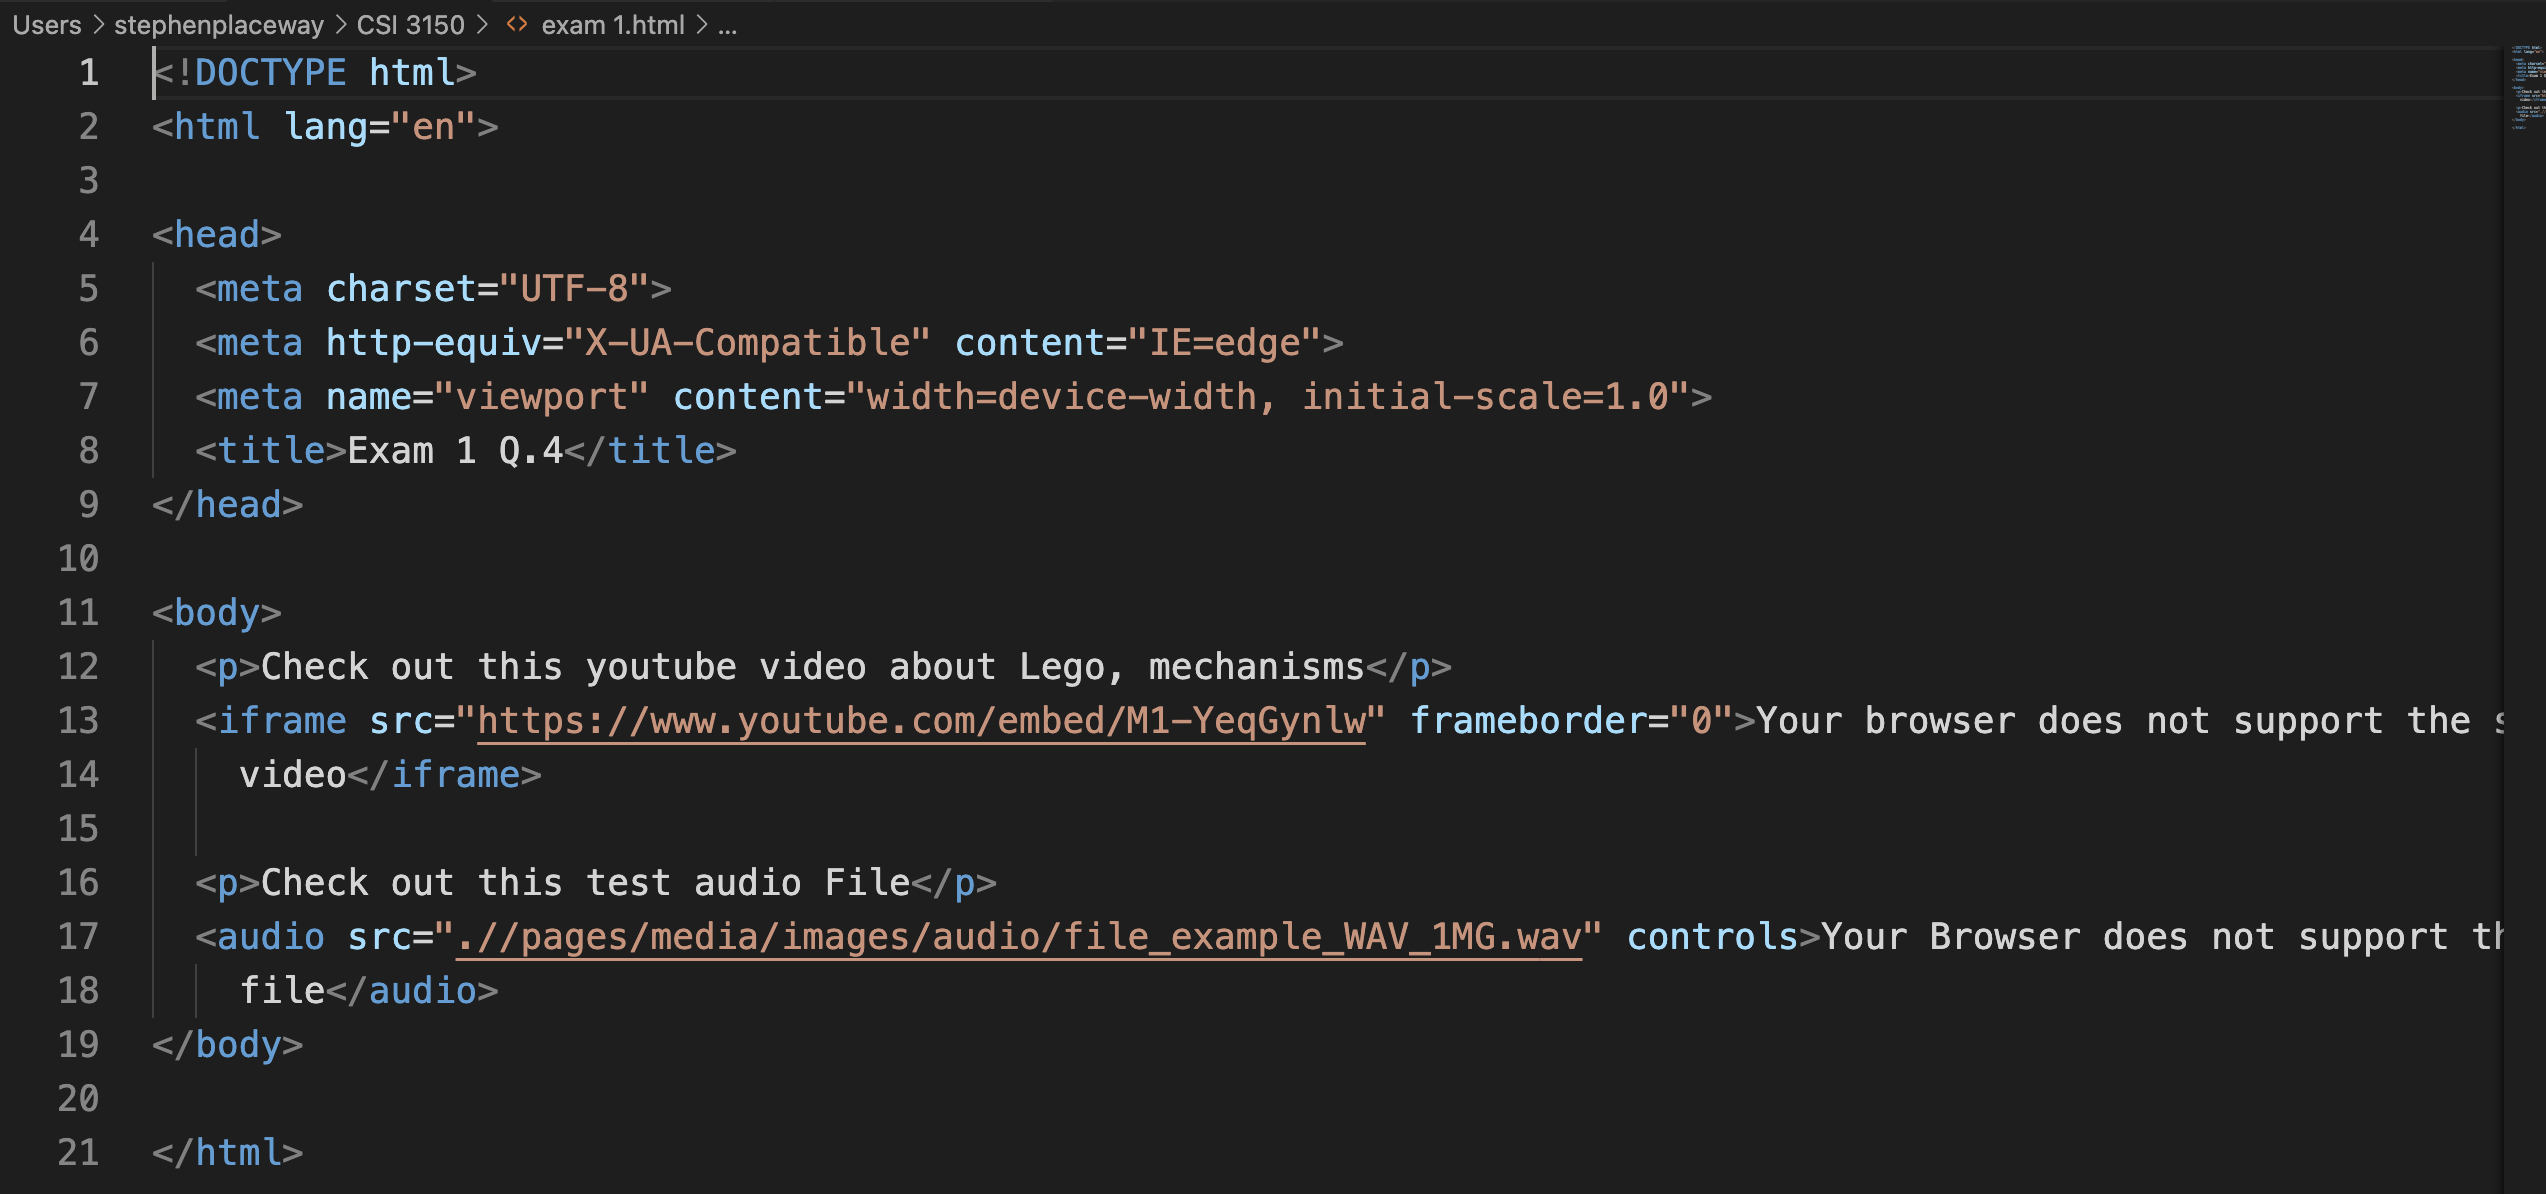 Users > stephenplaceway > CSI 3150 > <> exam 1.html > ...
1 <!DOCTYPE html>
2 <html lang="en">
3
4 <head>
5 <meta charset="UTF-8">
6 <meta http-equiv="X-UA-Compatible" content="IE=edge">
7 <meta name="viewport" content="width=device-width, initial-scale=1.0">
8 <title>Exam 1 Q.4</title>
9 </head>
10
11 <body>
12 <p>Check out this youtube video about Lego, mechanisms</p>
13 <iframe src="https://www.youtube.com/embed/M1-YeqGynlw" frameborder="0">Your browser does not support the
14 video</iframe>
15
16 <p>Check out this test audio File</p>
17 <audio src=".//pages/media/images/audio/file_example_WAV_1MG.wav" controls>Your Browser does not support
18 file</audio>
19 </body>
20
21 </html>